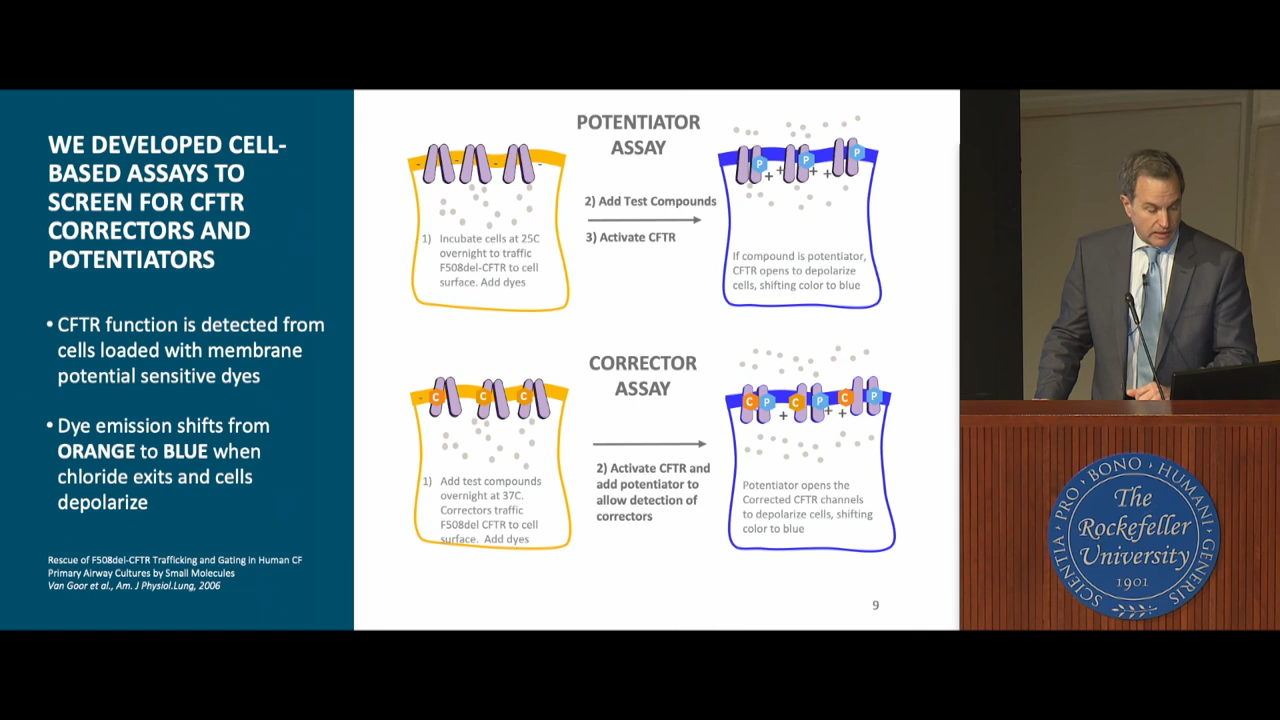 WE DEVELOPED CELL-
BASED ASSAYS TO
SCREEN FOR CFTR
CORRECTORS AND
POTENTIATORS
• CFTR function is detected from
cells loaded with membrane
potential sensitive dyes
• Dye emission shifts from
ORANGE to BLUE when
chloride exits and cells
depolarize
Rescue of F508del-CFTR Trafficking and Gating in Human CF
Primary Airway Cultures by Small Molecules
Van Goor et al., Am. J Physiol.Lung, 2006
POTENTIATOR
ASSAY
- - - -
1) Incubate cells at 25C
overnight to traffic
F508del-CFTR to cell
surface. Add dyes
2) Add Test Compounds
3) Activate CFTR
P P P
+ + + +
If compound is potentiator,
CFTR opens to depolarize
cells, shifting color to blue
CORRECTOR
ASSAY
- C C C
1) Add test compounds
overnight at 37C.
Correctors traffic
F508del CFTR to cell
surface. Add dyes
2) Activate CFTR and
add potentiator to
allow detection of
correctors
C P C P C P
+ + +
Potentiator opens the
Corrected CFTR channels
to depolarize cells, shifting
color to blue
9
SCIENTIA PRO BONO HUMANI GENERIS
The
Rockefeller
University
1901